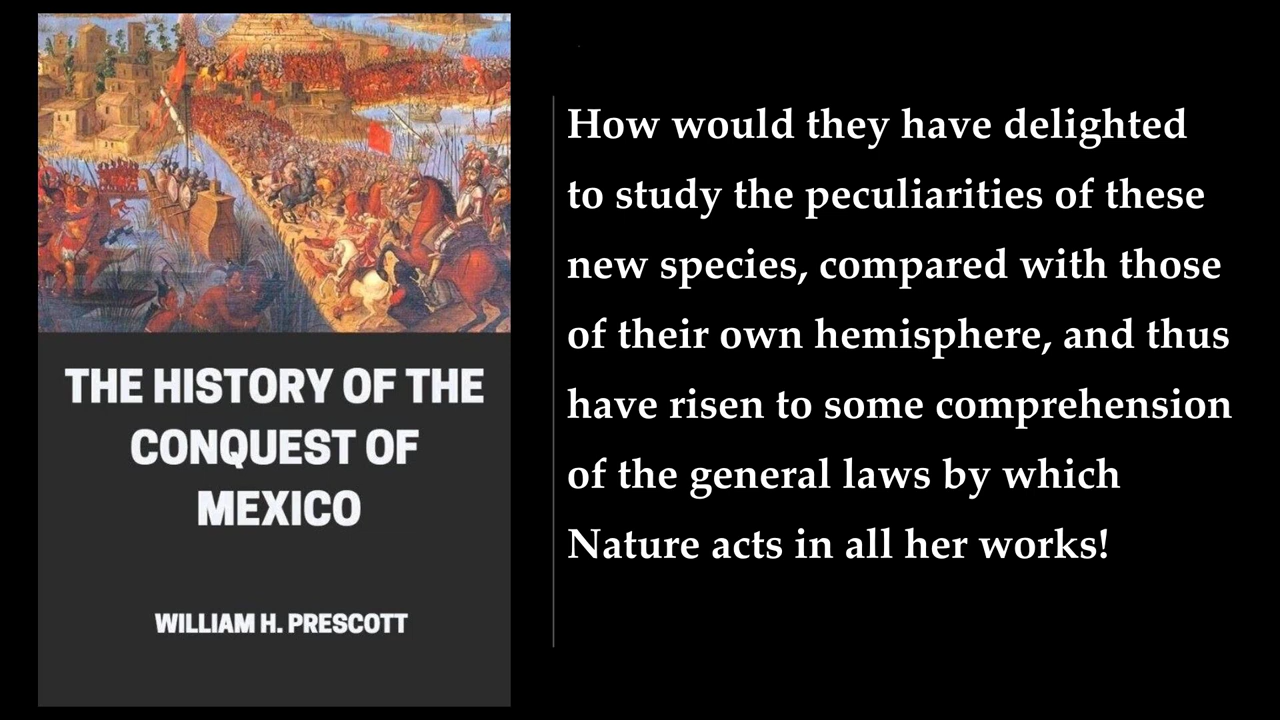 THE HISTORY OF THE
CONQUEST OF
MEXICO
WILLIAM H. PRESCOTT
How would they have delighted
to study the peculiarities of these
new species, compared with those
of their own hemisphere, and thus
have risen to some comprehension
of the general laws by which
Nature acts in all her works!